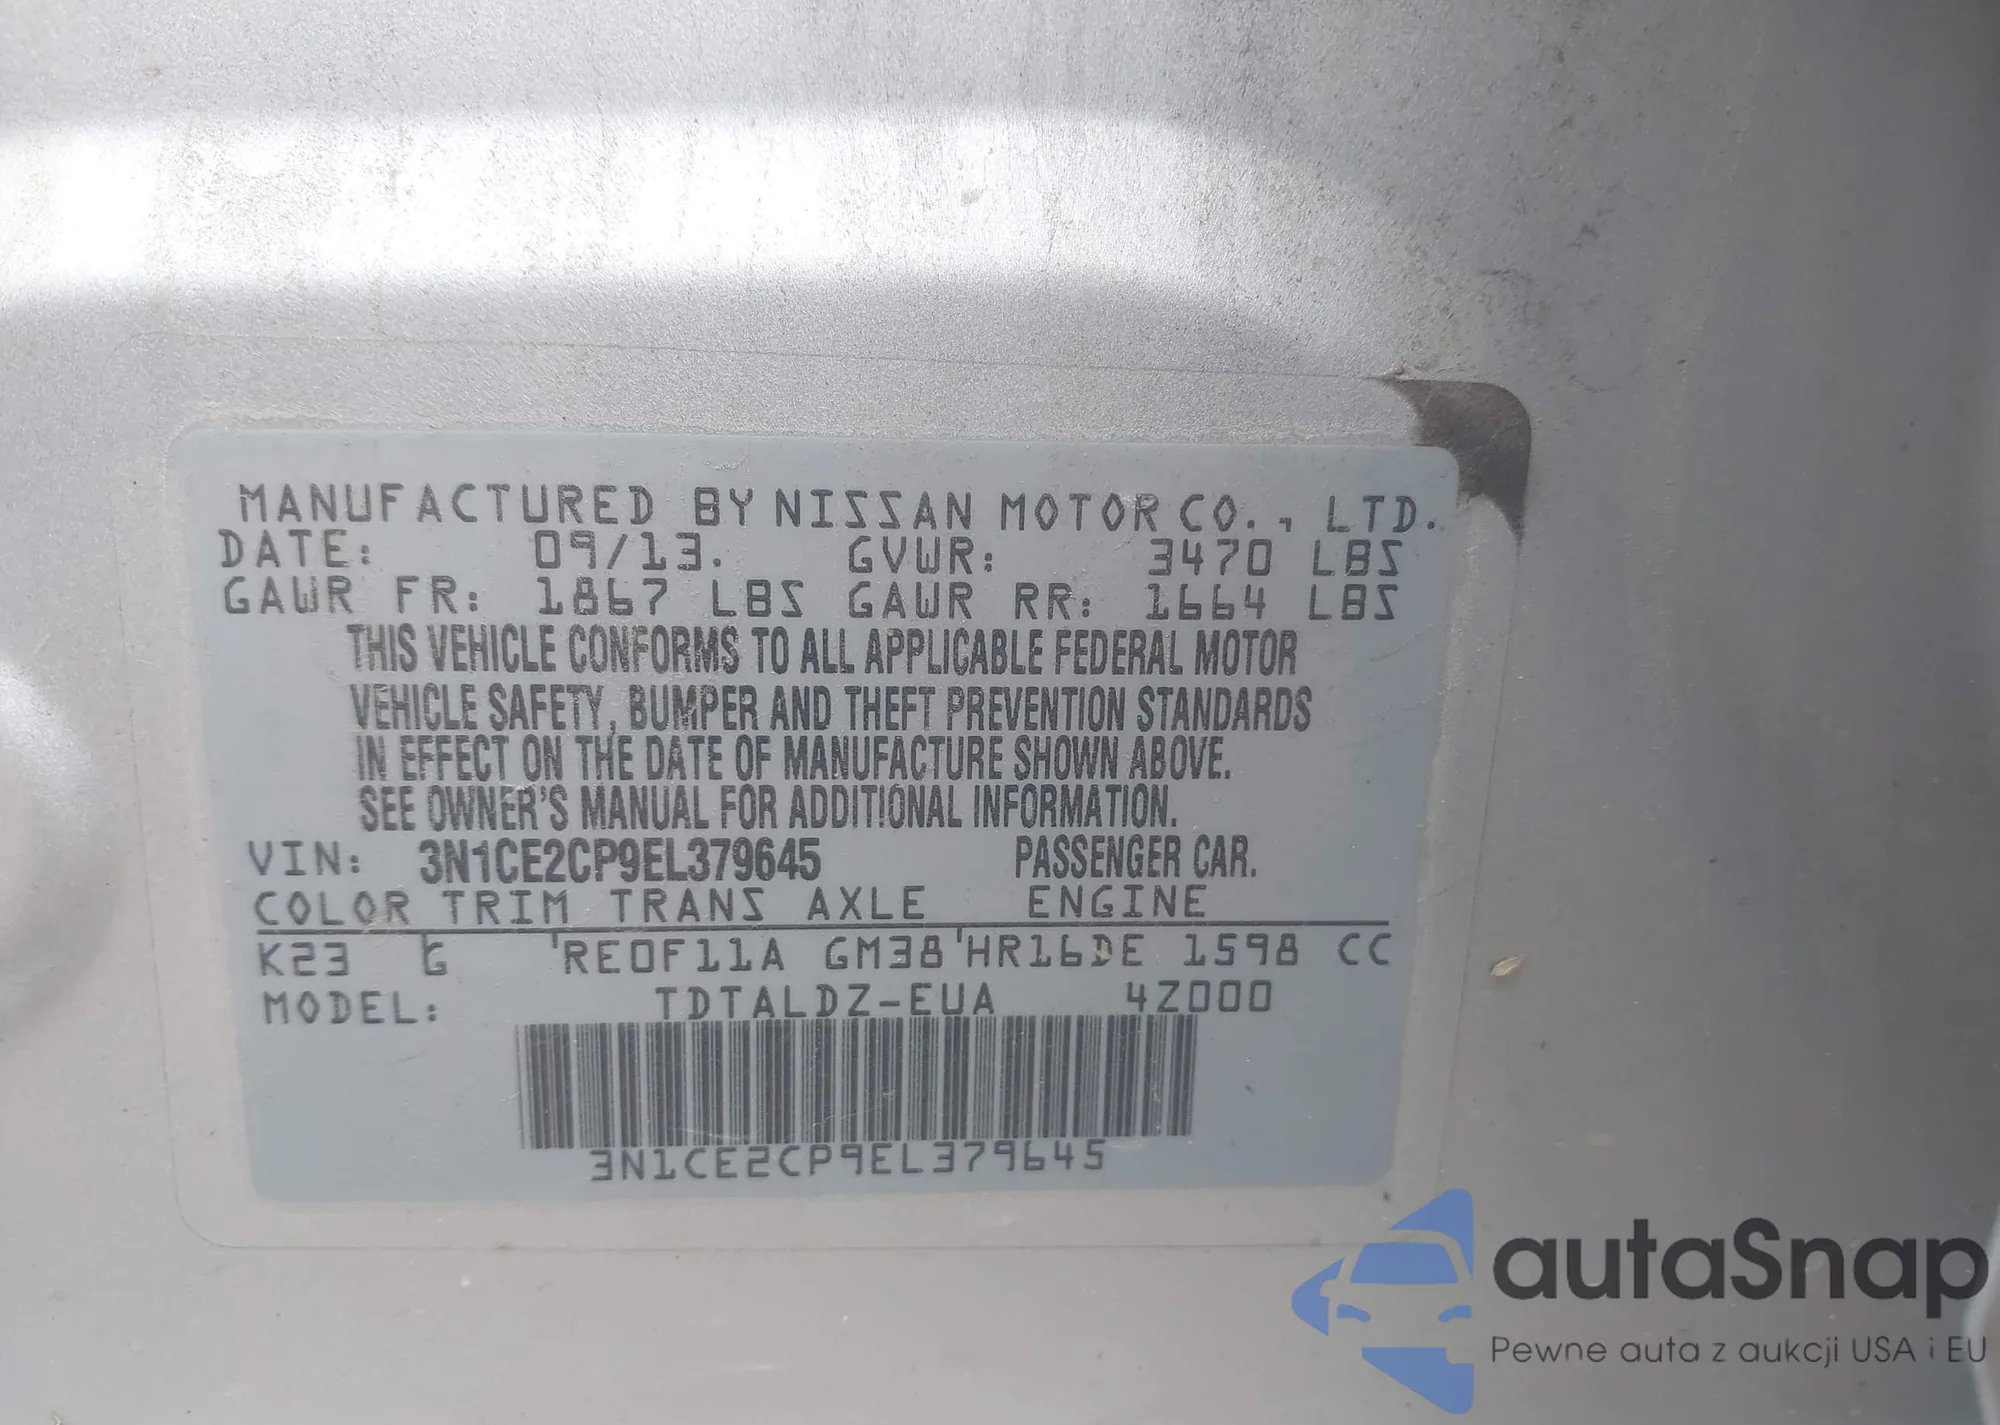 MANUFACTURED BY NISSAN MOTOR CO., LTD.
DATE: 09/13. GVWR: 3470 LBS
GAWR FR: 1867 LBS GAWR RR: 1664 LBS
THIS VEHICLE CONFORMS TO ALL APPLICABLE FEDERAL MOTOR
VEHICLE SAFETY, BUMPER AND THEFT PREVENTION STANDARDS
IN EFFECT ON THE DATE OF MANUFACTURE SHOWN ABOVE.
SEE OWNER'S MANUAL FOR ADDITIONAL INFORMATION.
VIN: 3N1CE2CP9EL379645 PASSENGER CAR.
COLOR TRIM TRANS AXLE ENGINE
K23 G RE0F11A GM38 HR16DE 1598 CC
MODEL: TDTALDZ-EUA 4Z000
3N1CE2CP9EL379645
autaSnap
Pewne auta z aukcji USA i EU